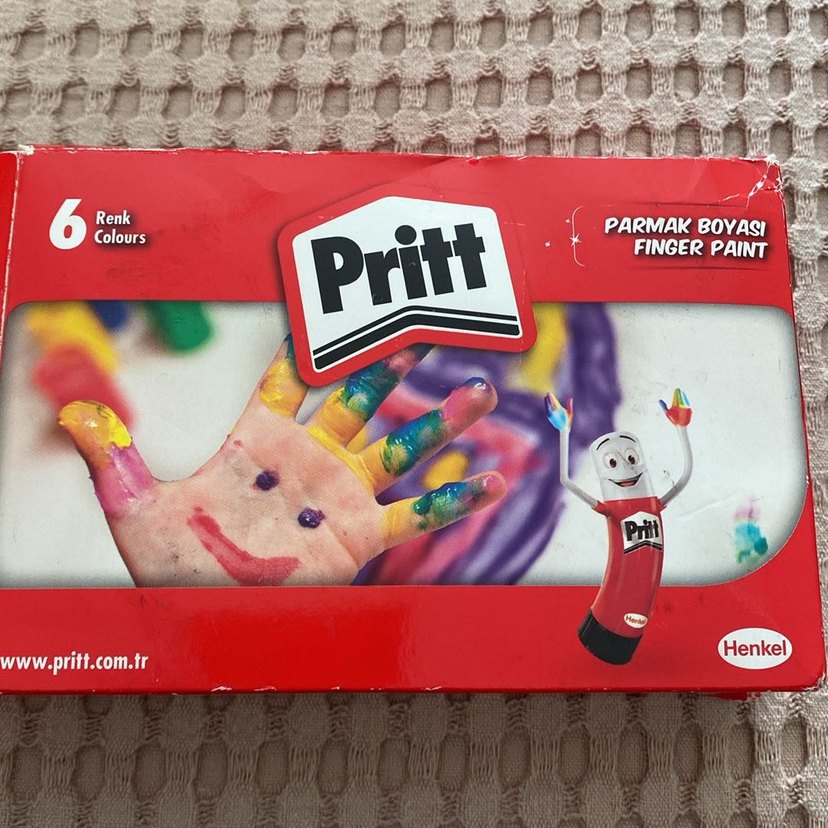 6 Renk
Colours
Pritt
PARMAK BOYASI
FINGER PAINT
Pritt
Henkel
www.pritt.com.tr
Henkel